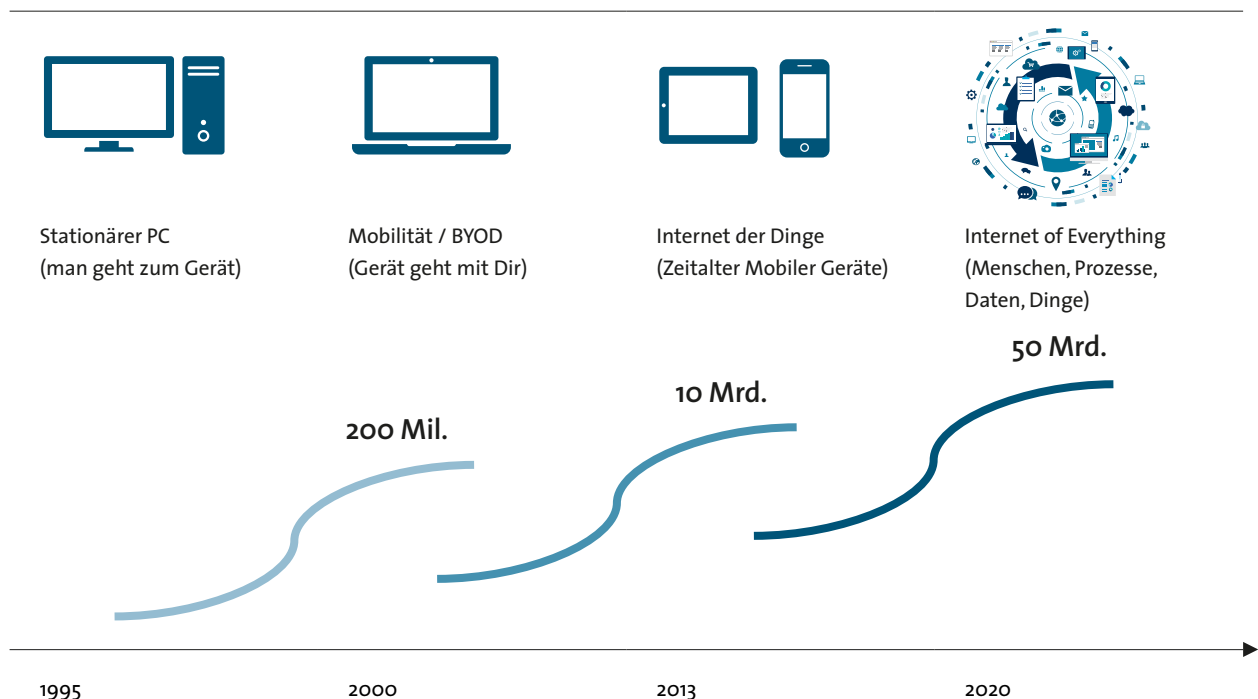 Stationärer PC
(man geht zum Gerät)
Mobilität / BYOD
(Gerät geht mit Dir)
Internet der Dinge
(Zeitalter Mobiler Geräte)
Internet of Everything
(Menschen, Prozesse,
Daten, Dinge)
200 Mil.
10 Mrd.
50 Mrd.
1995
2000
2013
2020